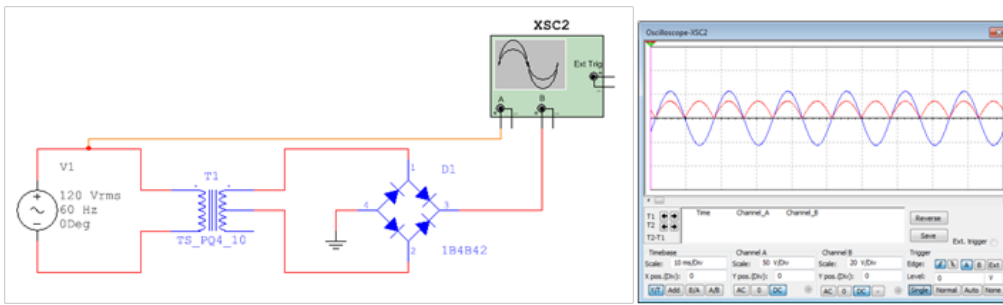 XSC2
Ext Trig
A
B
V1
120 Vrms
60 Hz
0Deg
T1
TS_PQ4_10
D1
1
4
3
2
1B4B42
Oscilloscope-XSC2
T1
T2
T2-T1
Time Channel_A Channel_B
Reverse
Save
Ext. trigger
Timebase
Scale: 10 ms/Div
X pos.(Div): 0
Y/T Add B/A A/B
Channel A
Scale: 50 V/Div
Y pos.(Div): 0
AC 0 DC
Channel B
Scale: 20 V/Div
Y pos.(Div): 0
AC 0 DC -
Trigger
Edge: A B Ext
Level: 0 V
Single Normal Auto None